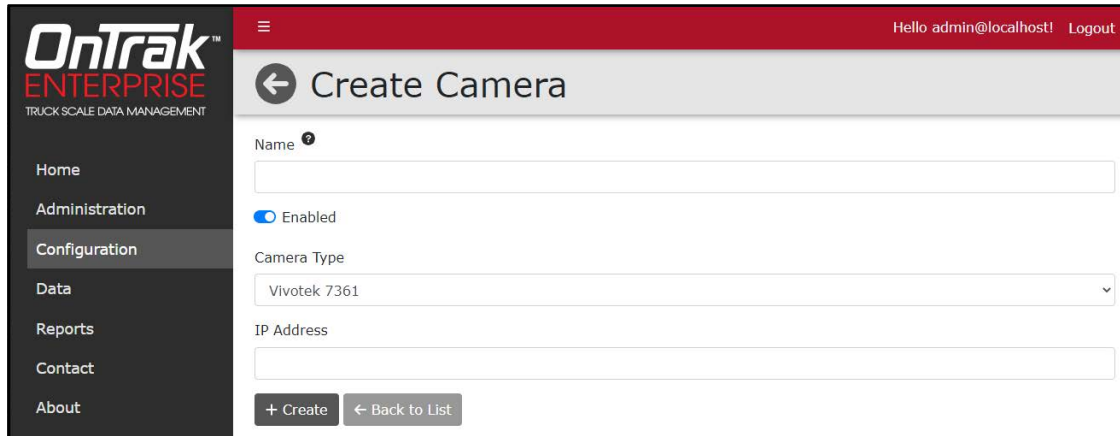 OnTrak™
ENTERPRISE
TRUCK SCALE DATA MANAGEMENT
Home
Administration
Configuration
Data
Reports
Contact
About
Hello admin@localhost! Logout
Create Camera
Name
Enabled
Camera Type
Vivotek 7361
IP Address
+ Create ← Back to List